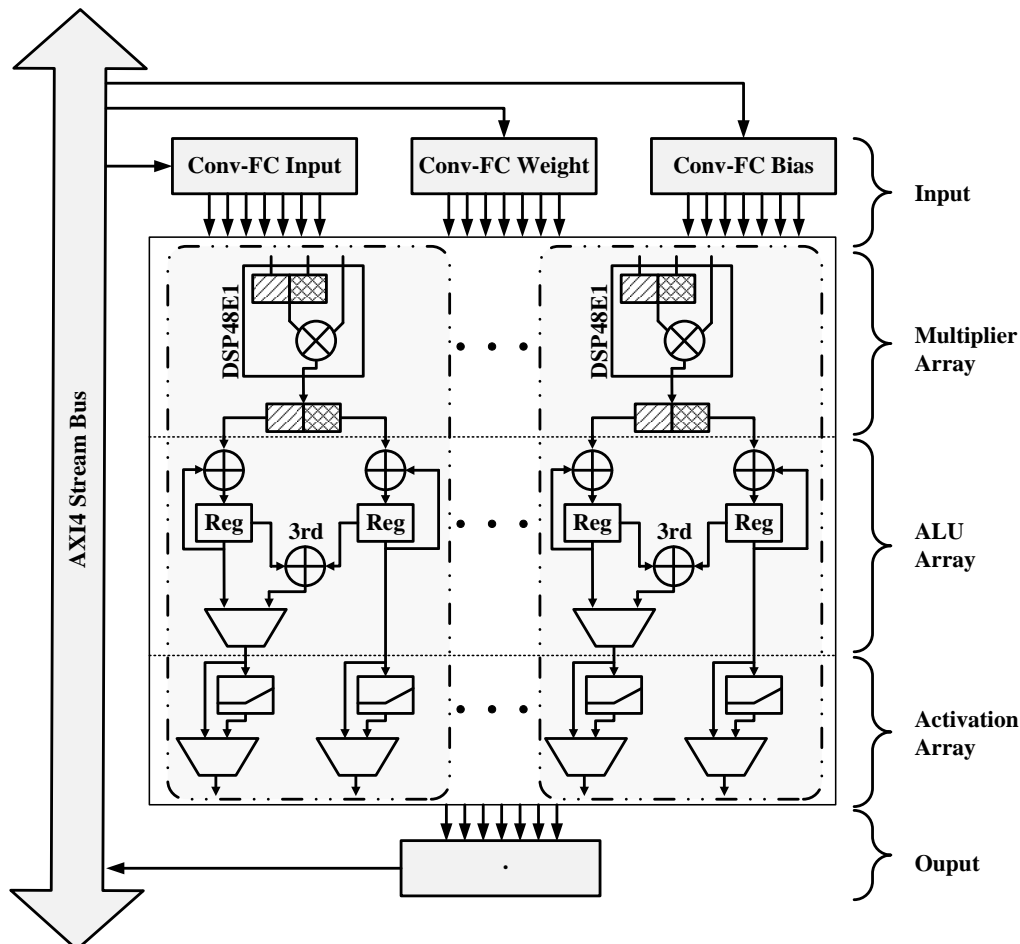 Conv-FC Input
Conv-FC Weight
Conv-FC Bias
Input
DSP48E1
DSP48E1
Multiplier
Array
AXI4 Stream Bus
Reg
3rd
Reg
Reg
3rd
Reg
ALU
Array
Activation
Array
Ouput